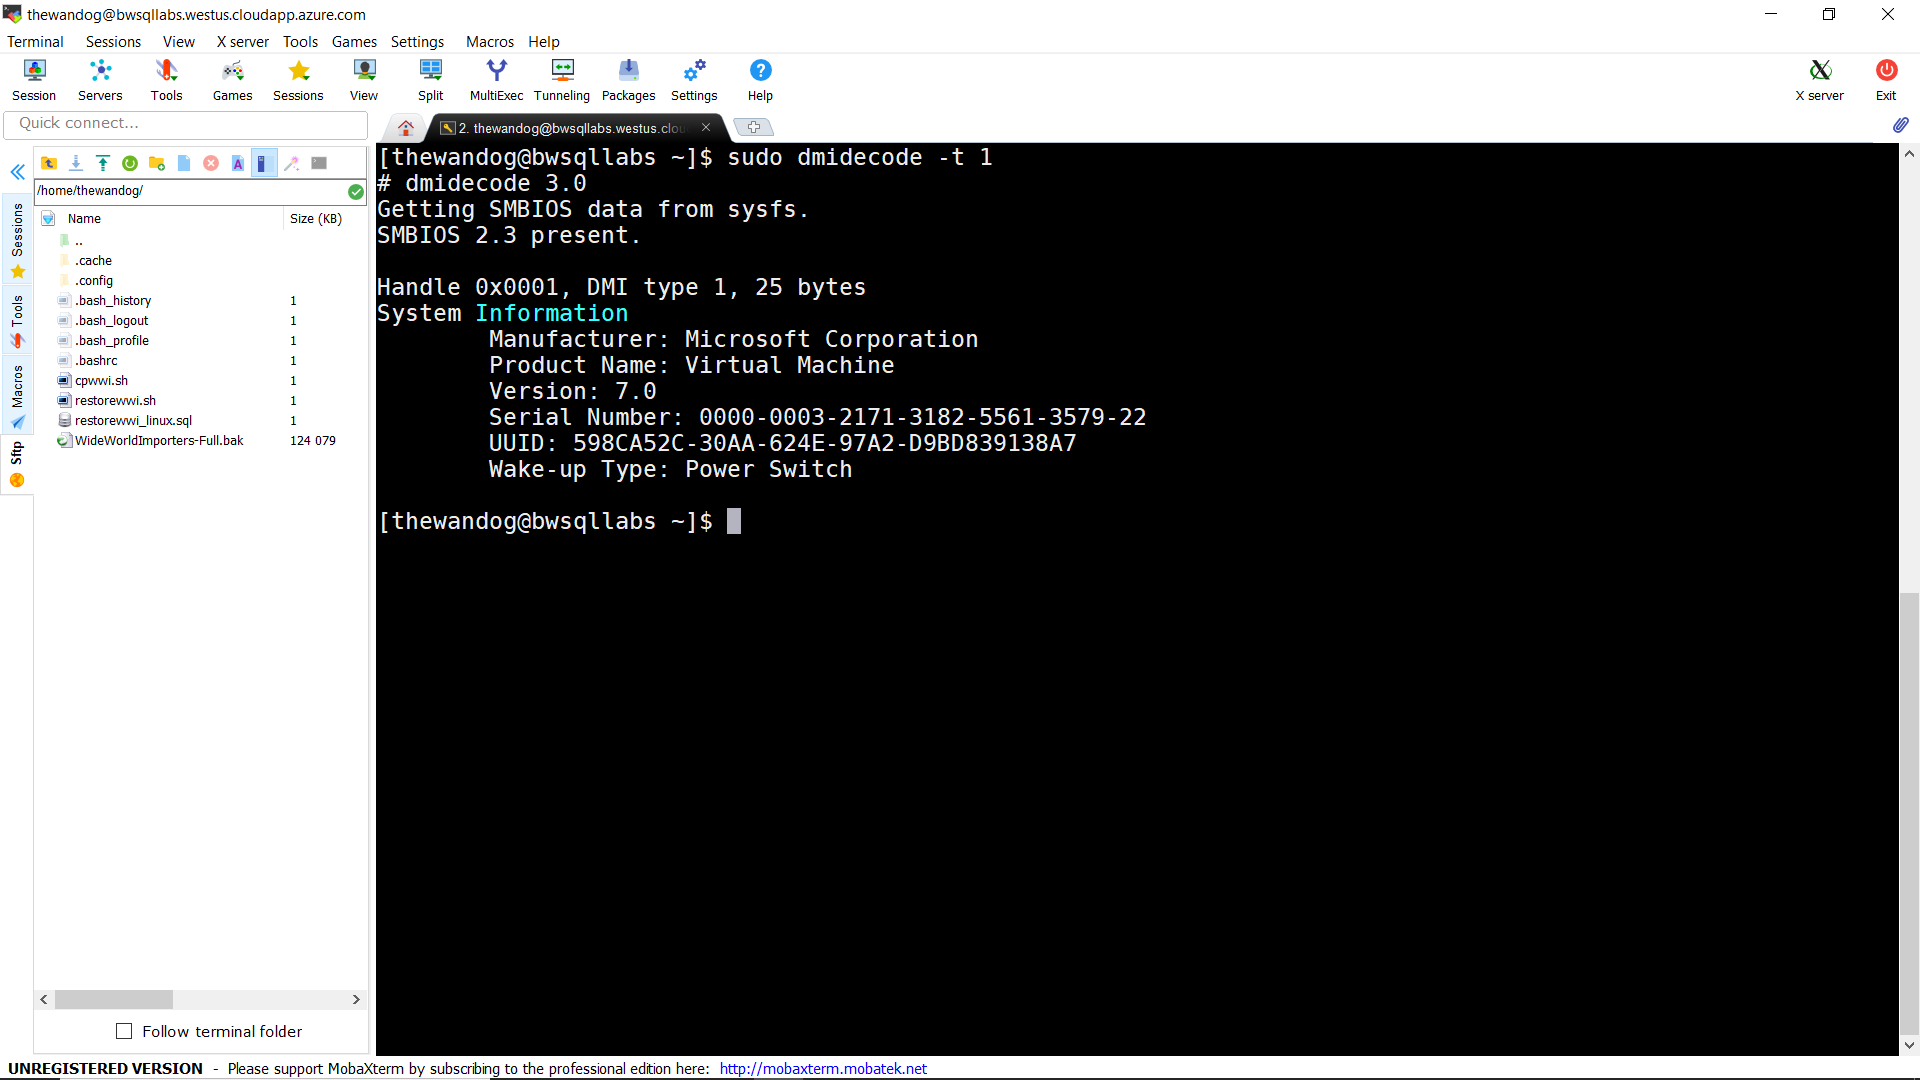 thewandog@bwsqllabs.westus.cloudapp.azure.com
Terminal Sessions View X server Tools Games Settings Macros Help
Session Servers Tools Games Sessions View Split MultiExec Tunneling Packages Settings Help X server Exit
Quick connect...
2. thewandog@bwsqllabs.westus.clou
/home/thewandog/
Name Size (KB)
..
.cache
.config
.bash_history 1
.bash_logout 1
.bash_profile 1
.bashrc 1
cpwwi.sh 1
restorewwi.sh 1
restorewwi_linux.sql 1
WideWorldImporters-Full.bak 124 079
Sessions
Tools
Macros
Sftp
Follow terminal folder
[thewandog@bwsqllabs ~]$ sudo dmidecode -t 1
# dmidecode 3.0
Getting SMBIOS data from sysfs.
SMBIOS 2.3 present.
Handle 0x0001, DMI type 1, 25 bytes
System Information
Manufacturer: Microsoft Corporation
Product Name: Virtual Machine
Version: 7.0
Serial Number: 0000-0003-2171-3182-5561-3579-22
UUID: 598CA52C-30AA-624E-97A2-D9BD839138A7
Wake-up Type: Power Switch
[thewandog@bwsqllabs ~]$
UNREGISTERED VERSION - Please support MobaXterm by subscribing to the professional edition here: http://mobaxterm.mobatek.net